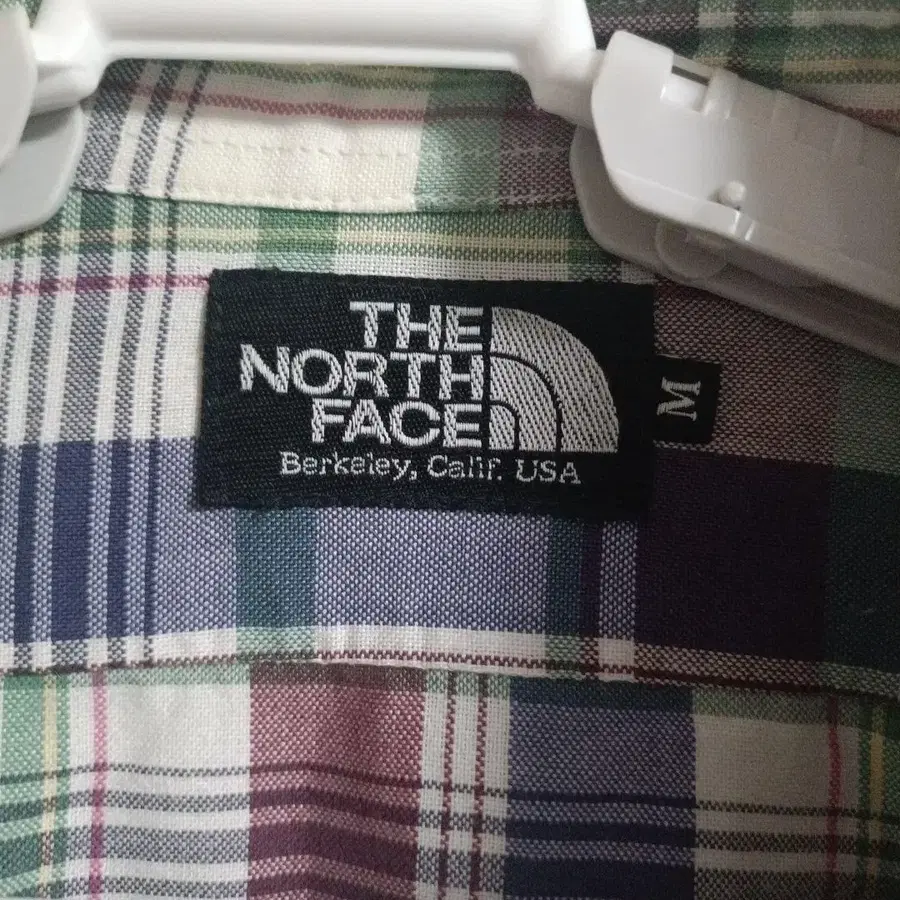 THE
NORTH
FACE
Berkeley, Calif. USA
M